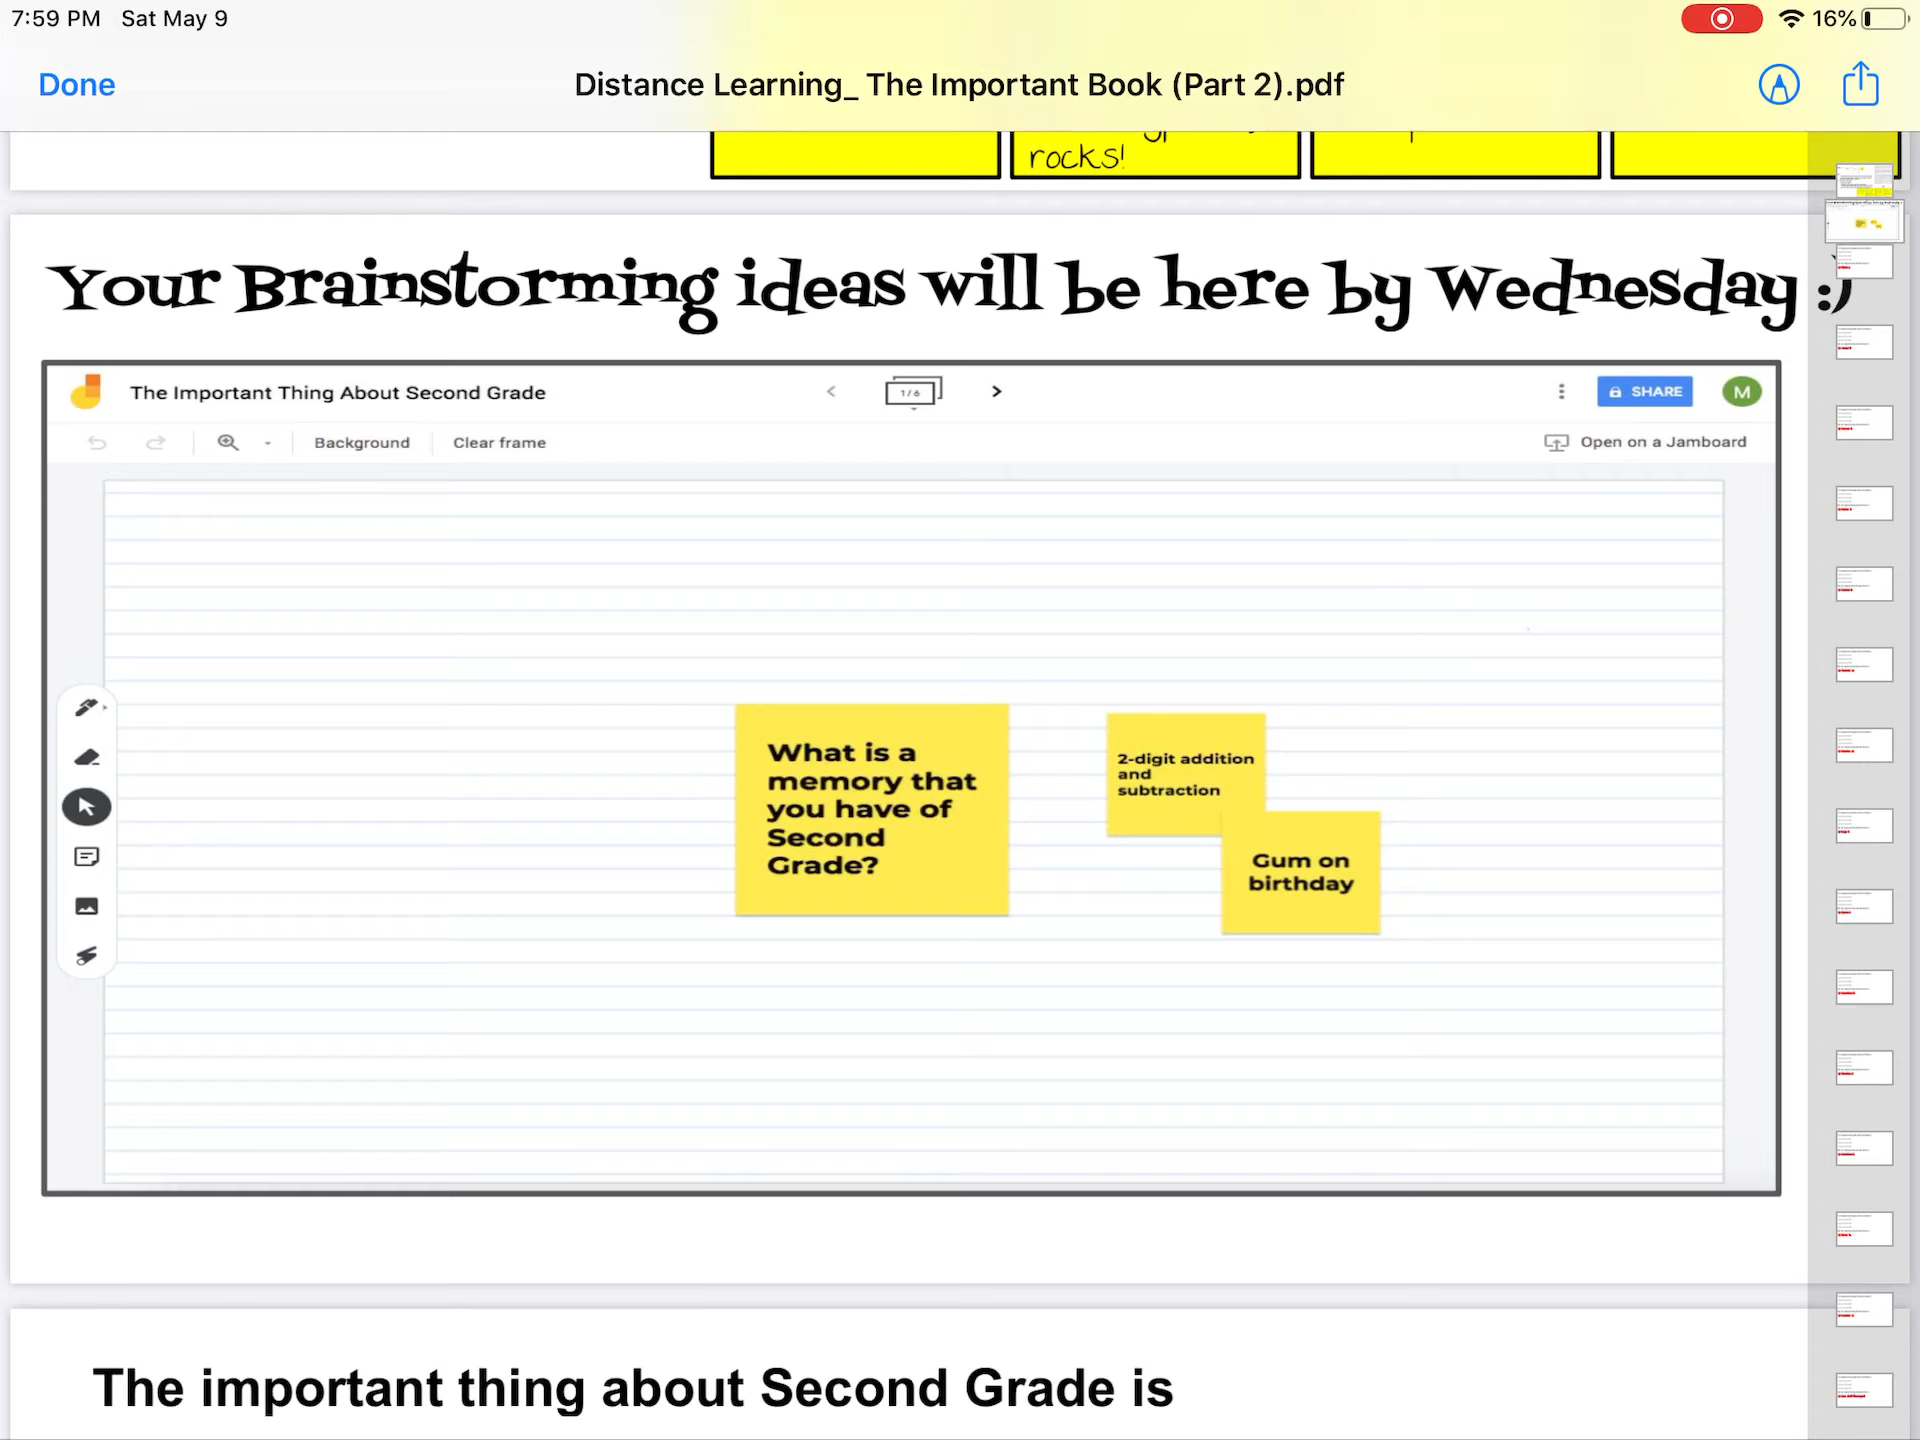 7:59 PM Sat May 9
16%
Done
Distance Learning_ The Important Book (Part 2).pdf
rocks!
Your Brainstorming ideas will be here by Wednesday :)
The Important Thing About Second Grade
1/6
SHARE
M
Background
Clear frame
Open on a Jamboard
What is a
memory that
you have of
Second
Grade?
2-digit addition
and
subtraction
Gum on
birthday
The important thing about Second Grade is